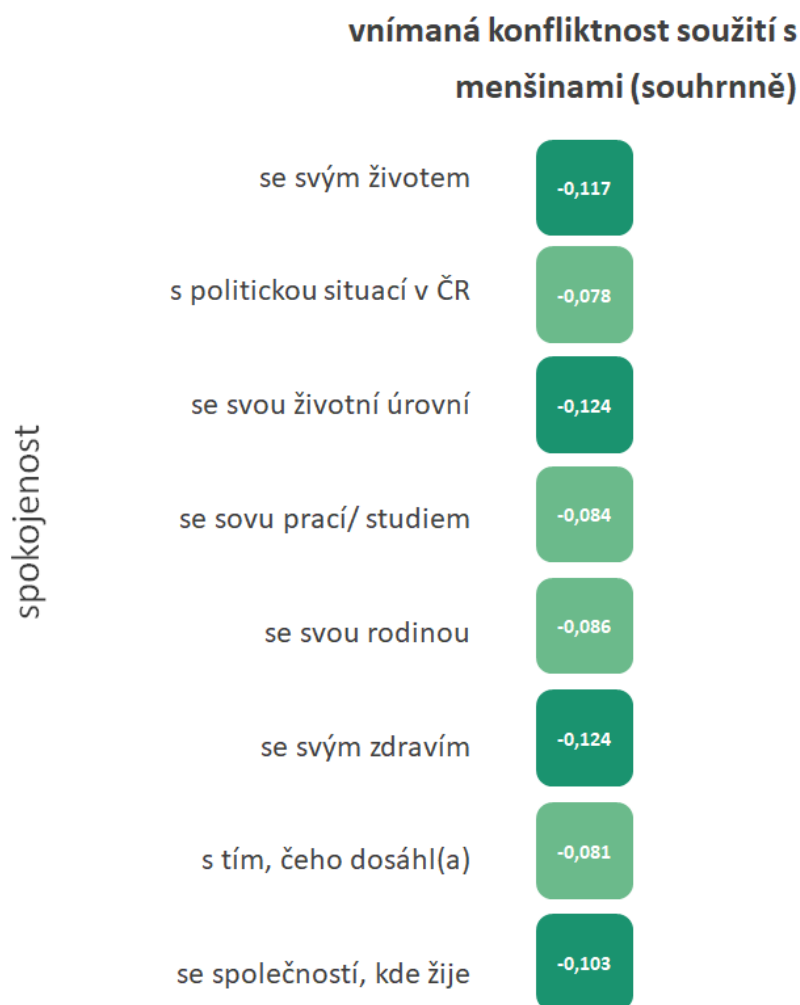 vnímaná konfliktnost soužití s
menšinami (souhrnně)
spokojenost
se svým životem
-0,117
s politickou situací v ČR
-0,078
se svou životní úrovní
-0,124
se sovu prací/ studiem
-0,084
se svou rodinou
-0,086
se svým zdravím
-0,124
s tím, čeho dosáhl(a)
-0,081
se společností, kde žije
-0,103